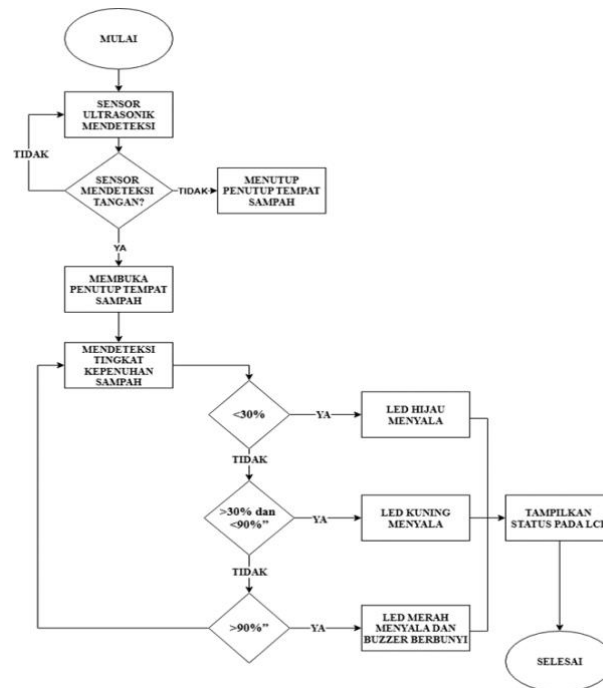 MULAI
SENSOR
ULTRASONIK
MENDETEKSI
TIDAK
SENSOR
MENDETEKSI
TANGAN?
TIDAK
MENUTUP
PENUTUP TEMPAT
SAMPAH
YA
MEMBUKA
PENUTUP TEMPAT
SAMPAH
MENDETEKSI
TINGKAT
KEPENUHAN
SAMPAH
<30%
YA
LED HIJAU
MENYALA
TIDAK
>30% dan
<90%”
YA
LED KUNING
MENYALA
TAMPILKAN
STATUS PADA LCD
TIDAK
>90%”
YA
LED MERAH
MENYALA DAN
BUZZER BERBUNYI
SELESAI